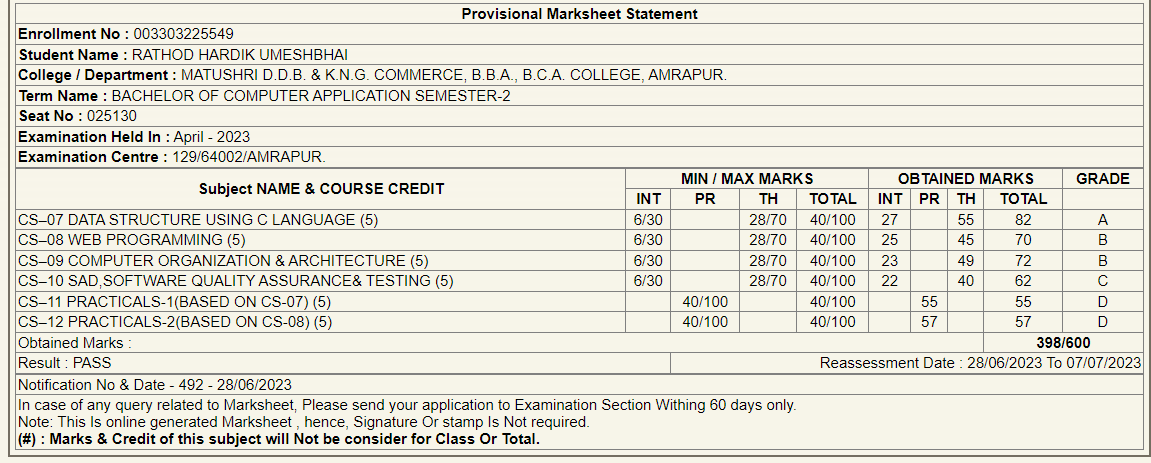 Provisional Marksheet Statement
Enrollment No : 003303225549
Student Name : RATHOD HARDIK UMESHBHAI
College / Department : MATUSHRI D.D.B. & K.N.G. COMMERCE, B.B.A., B.C.A. COLLEGE, AMRAPUR.
Term Name : BACHELOR OF COMPUTER APPLICATION SEMESTER-2
Seat No : 025130
Examination Held In : April - 2023
Examination Centre : 129/64002/AMRAPUR.
Subject NAME & COURSE CREDIT MIN / MAX MARKS OBTAINED MARKS GRADE
INT PR TH TOTAL INT PR TH TOTAL
CS–07 DATA STRUCTURE USING C LANGUAGE (5) 6/30 28/70 40/100 27 55 82 A
CS–08 WEB PROGRAMMING (5) 6/30 28/70 40/100 25 45 70 B
CS–09 COMPUTER ORGANIZATION & ARCHITECTURE (5) 6/30 28/70 40/100 23 49 72 B
CS–10 SAD,SOFTWARE QUALITY ASSURANCE& TESTING (5) 6/30 28/70 40/100 22 40 62 C
CS–11 PRACTICALS-1(BASED ON CS-07) (5) 40/100 40/100 55 55 D
CS–12 PRACTICALS-2(BASED ON CS-08) (5) 40/100 40/100 57 57 D
Obtained Marks : 398/600
Result : PASS Reassessment Date : 28/06/2023 To 07/07/2023
Notification No & Date - 492 - 28/06/2023
In case of any query related to Marksheet, Please send your application to Examination Section Withing 60 days only.
Note: This Is online generated Marksheet , hence, Signature Or stamp Is Not required.
(#) : Marks & Credit of this subject will Not be consider for Class Or Total.